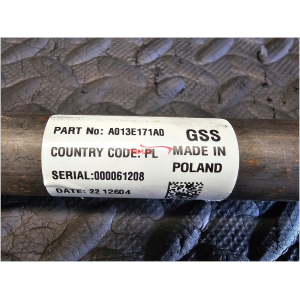 PART No: A013E171A0
GSS
COUNTRY CODE: PL
MADE IN
POLAND
SERIAL:000061208
DATE: 22 12604